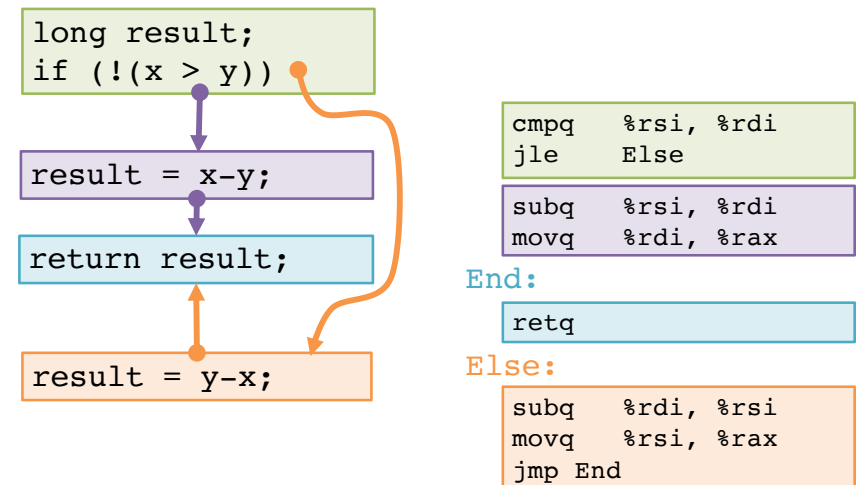 long result;
if (!(x > y))
result = x-y;
return result;
result = y-x;
cmpq %rsi, %rdi
jle Else
subq %rsi, %rdi
movq %rdi, %rax
End:
retq
Else:
subq %rdi, %rsi
movq %rsi, %rax
jmp End